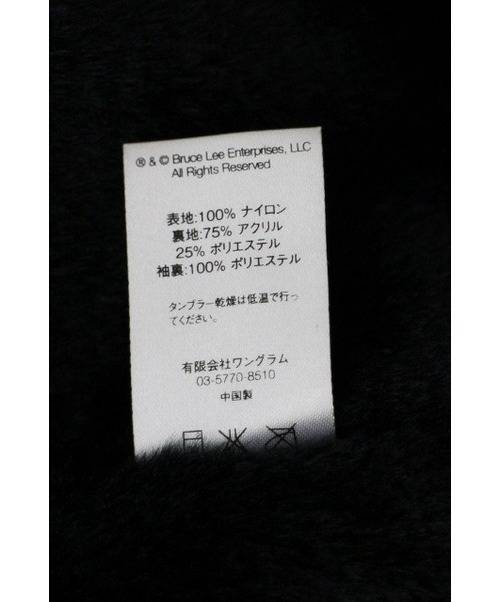 ® & © Bruce Lee Enterprises, LLC
All Rights Reserved
表地:100% ナイロン
裏地:75% アクリル
25% ポリエステル
袖裏:100% ポリエステル
タンブラー乾燥は低温で行っ
てください。
有限会社ワングラム
03-5770-8510
中国製